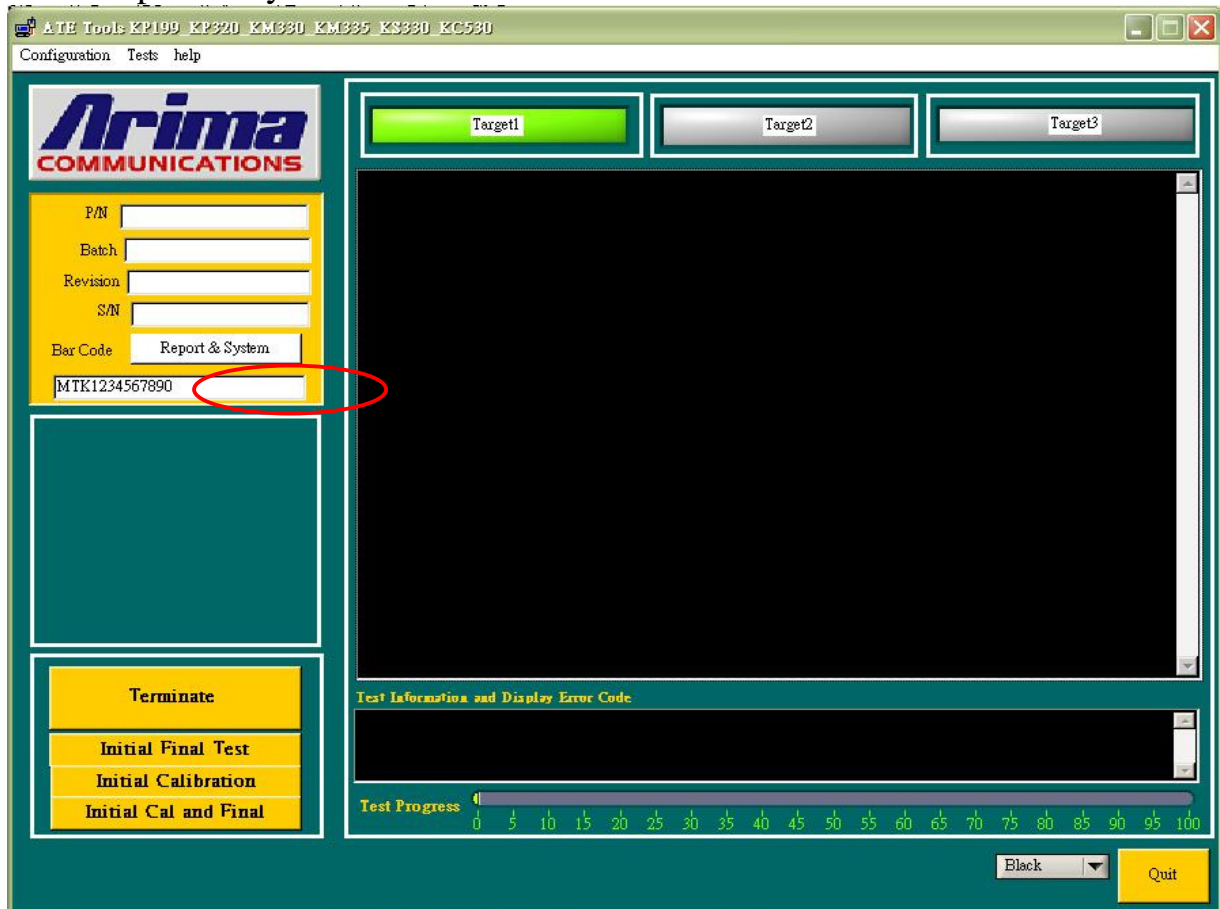 ATE Tools KP199_KP320_KM330_KM335_KS330_KC530
Configuration Tests help
Arima
COMMUNICATIONS
Target1 Target2 Target3
P/N
Batch
Revision
S/N
Bar Code Report & System
MTK1234567890
Terminate
Initial Final Test
Initial Calibration
Initial Cal and Final
Test Information and Display Error Code
Test Progress
0 5 10 15 20 25 30 35 40 45 50 55 60 65 70 75 80 85 90 95 100
Black
Quit